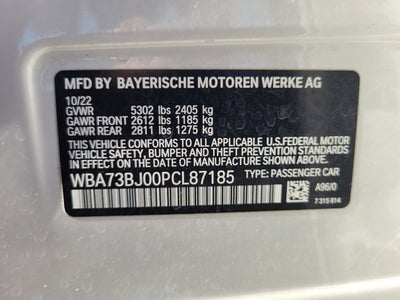 MFD BY BAYERISCHE MOTOREN WERKE AG
10/22
GVWR 5302 lbs 2405 kg
GAWR FRONT 2612 lbs 1185 kg
GAWR REAR 2811 lbs 1275 kg
THIS VEHICLE CONFORMS TO ALL APPLICABLE U.S.FEDERAL MOTOR
VEHICLE SAFETY, BUMPER, AND THEFT PREVENTION STANDARDS
IN EFFECT ON THE DATE OF MANUFACTURE SHOWN ABOVE.
WBA73BJ00PCL87185 TYPE: PASSENGER CAR
A96/0
7 315 814